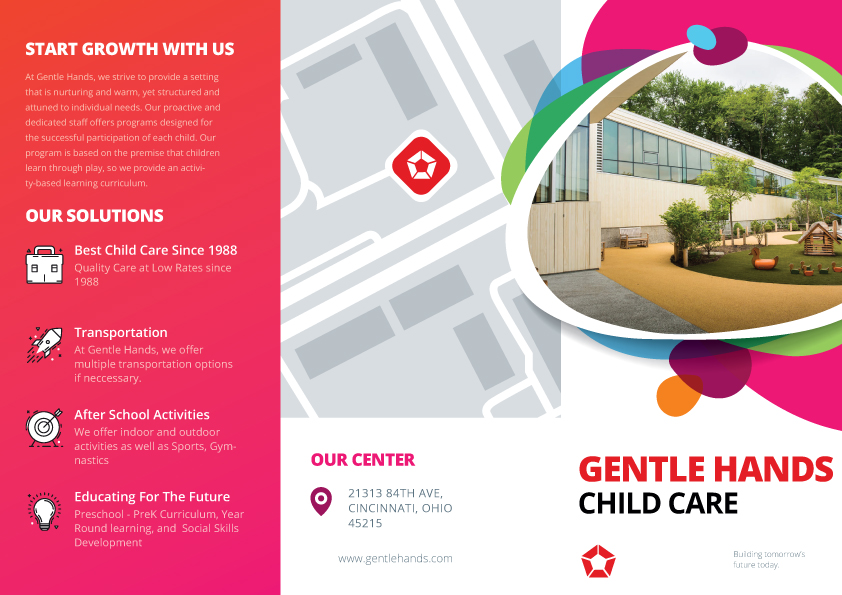 START GROWTH WITH US
At Gentle Hands, we strive to provide a setting
that is nurturing and warm, yet structured and
attuned to individual needs. Our proactive and
dedicated staff offers programs designed for
the successful participation of each child. Our
program is based on the premise that children
learn through play, so we provide an activi-
ty-based learning curriculum.
OUR SOLUTIONS
Best Child Care Since 1988
Quality Care at Low Rates since
1988
Transportation
At Gentle Hands, we offer
multiple transportation options
if neccessary.
After School Activities
We offer indoor and outdoor
activities as well as Sports, Gym-
nastics
Educating For The Future
Preschool - PreK Curriculum, Year
Round learning, and Social Skills
Development
OUR CENTER
21313 84TH AVE,
CINCINNATI, OHIO
45215
www.gentlehands.com
GENTLE HANDS
CHILD CARE
Building tomorrow's
future today.